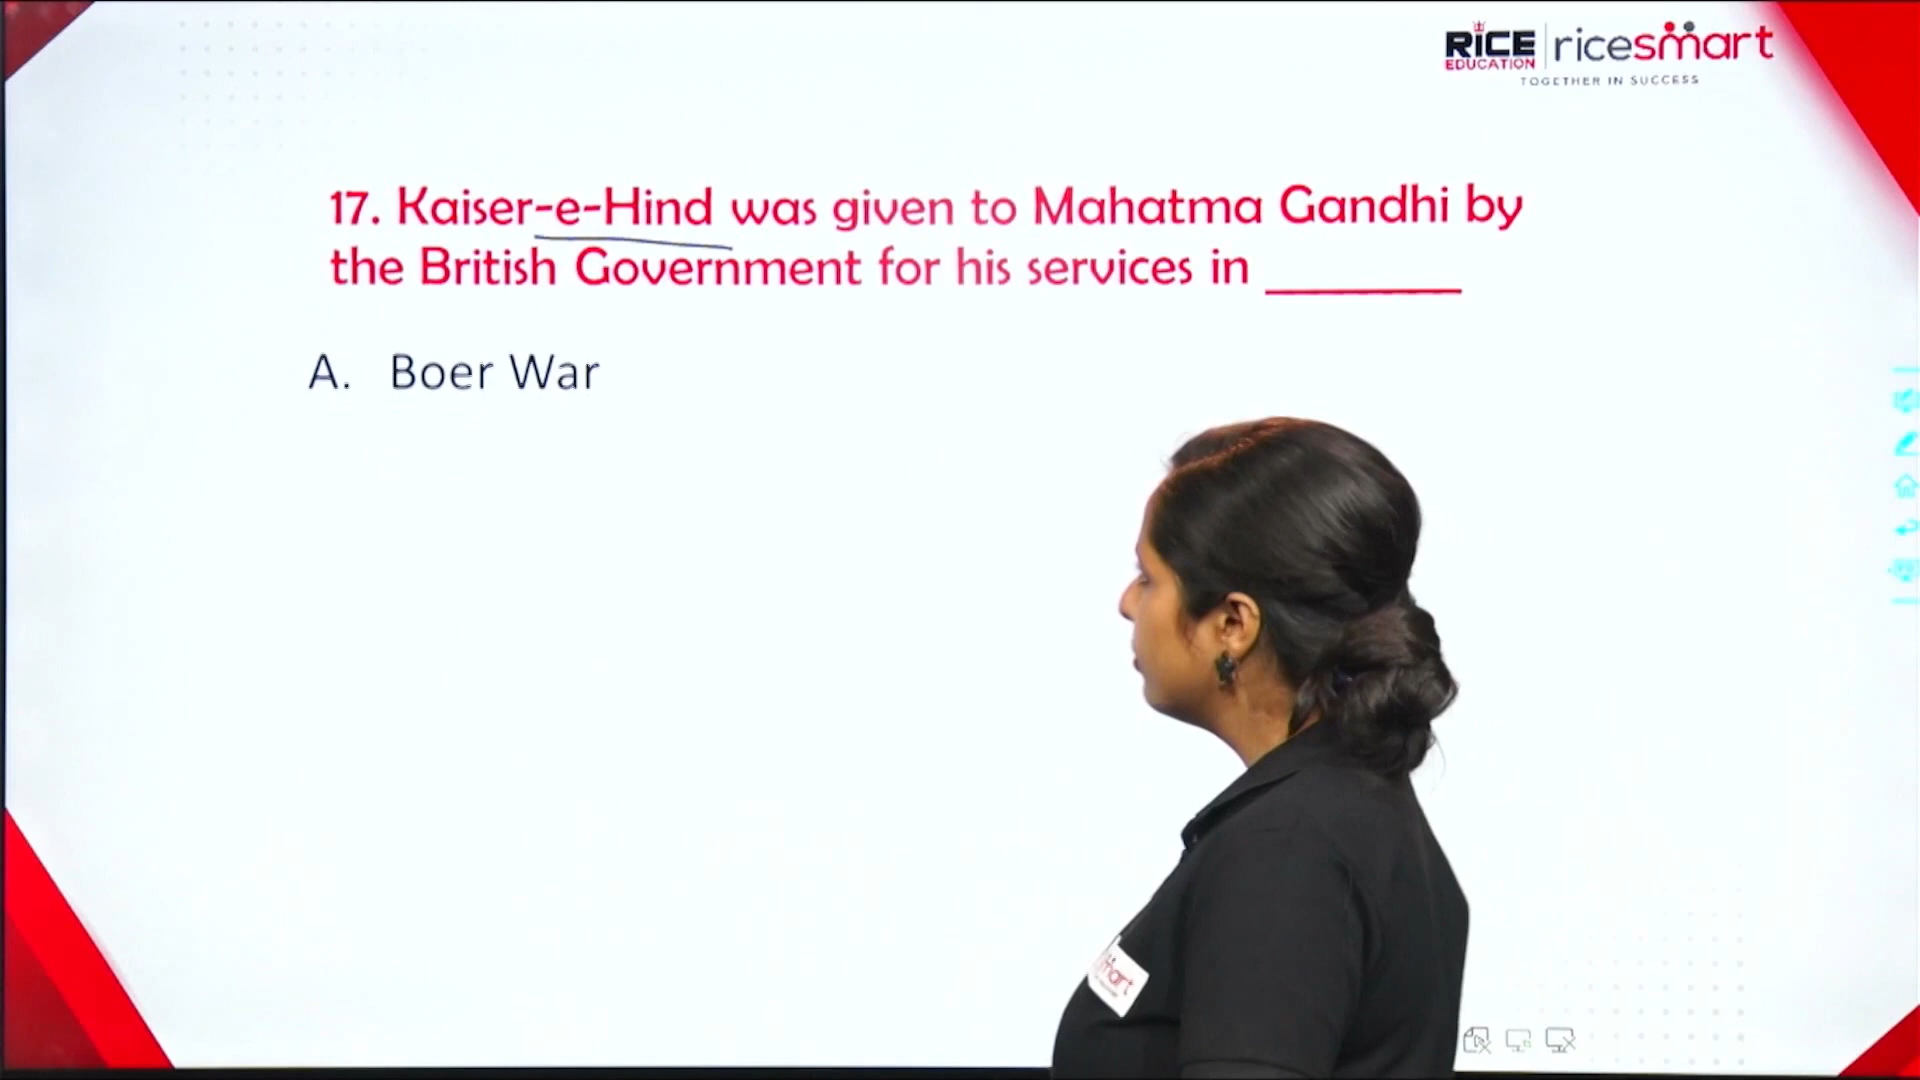 RICE
EDUCATION
ricesmart
TOGETHER IN SUCCESS
17. Kaiser-e-Hind was given to Mahatma Gandhi by
the British Government for his services in ________
A. Boer War
mart